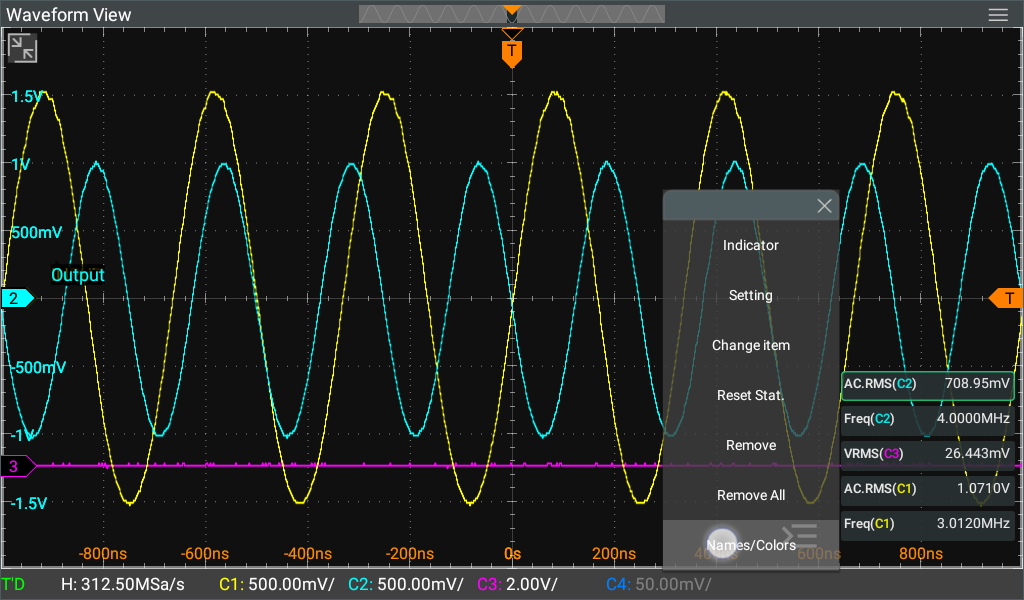 Waveform View
T
1.5V
1V
500mV
Output
2
T
-500mV
-1V
3
-1.5V
Indicator
Setting
Change item
Reset Stat.
Remove
Remove All
Names/Colors
AC.RMS(C2) 708.95mV
Freq(C2) 4.0000MHz
VRMS(C3) 26.443mV
AC.RMS(C1) 1.0710V
Freq(C1) 3.0120MHz
-800ns -600ns -400ns -200ns 0s 200ns 400ns 600ns 800ns
T'D H: 312.50MSa/s C1: 500.00mV/ C2: 500.00mV/ C3: 2.00V/ C4: 50.00mV/